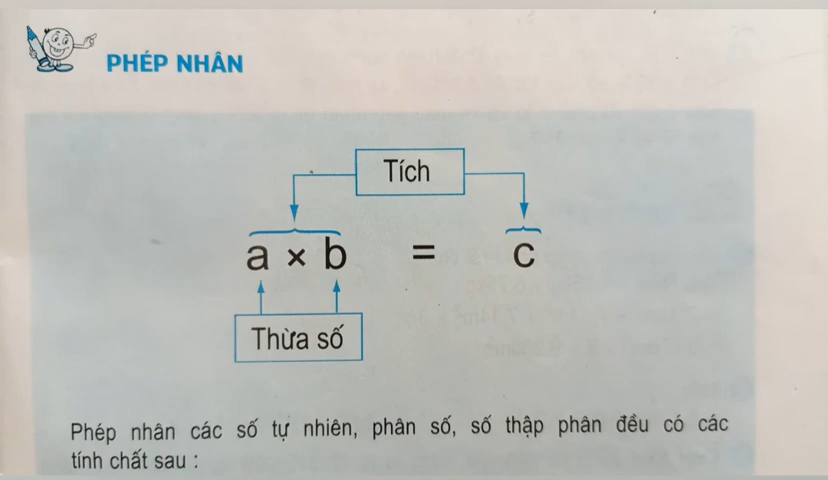 PHÉP NHÂN
Tích
a × b = c
Thừa số
Phép nhân các số tự nhiên, phân số, số thập phân đều có các
tính chất sau :